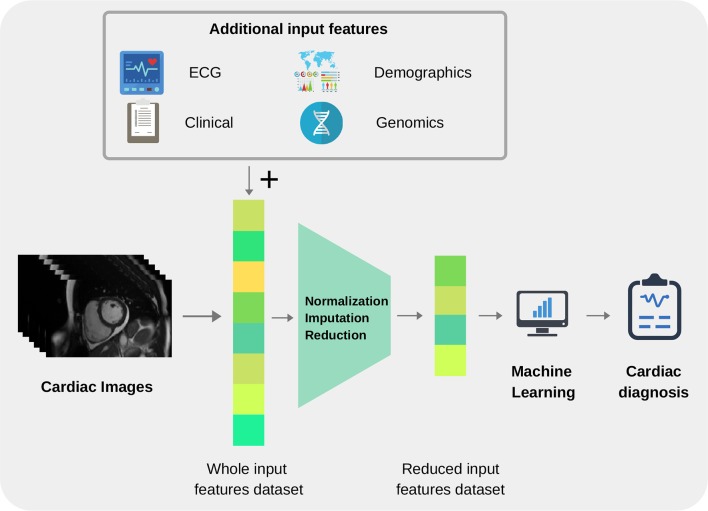 Additional input features
ECG
Demographics
Clinical
Genomics
+
Normalization
Imputation
Reduction
Cardiac Images
Machine
Learning
Cardiac
diagnosis
Whole input
features dataset
Reduced input
features dataset